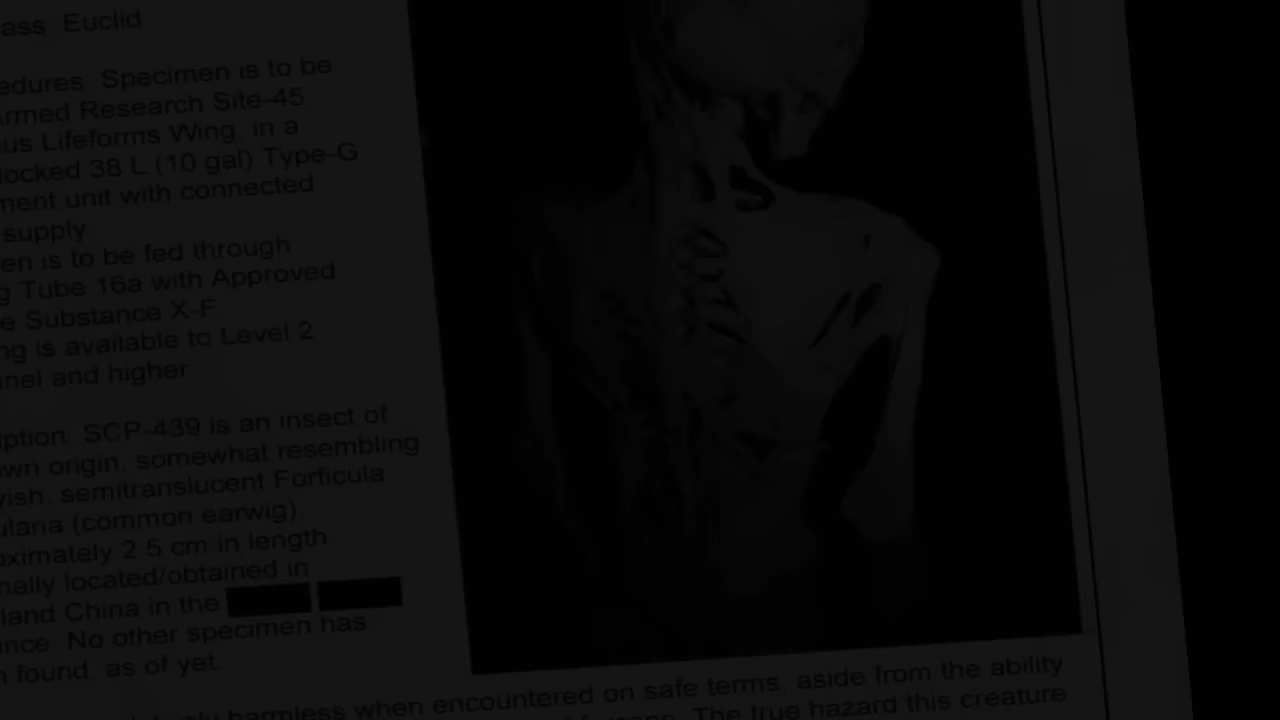 ass Euclid
edures. Specimen is to be
Armed Research Site-45
us Lifeforms Wing, in a
locked 38 L (10 gal) Type-G
ment unit with connected
supply
en is to be fed through
g Tube 16a with Approved
e Substance X-F
ng is available to Level 2
nel and higher
iption. SCP-439 is an insect of
wn origin, somewhat resembling
wish, semitranslucent Forficula
ularia (common earwig),
oximately 2.5 cm in length
nally located/obtained in
land China in the
ince. No other specimen has
n found, as of yet.
harmless when encountered on safe terms, aside from the ability
The true hazard this creature